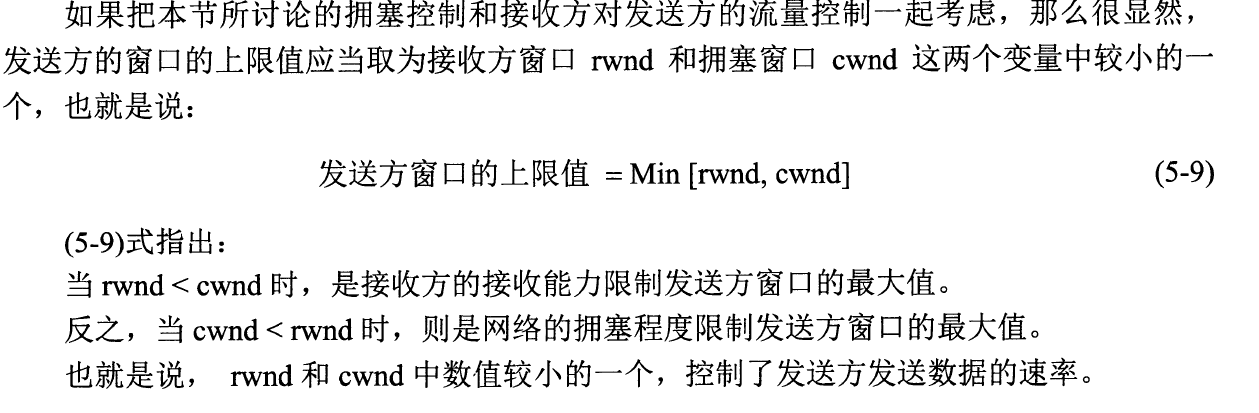 如果把本节所讨论的拥塞控制和接收方对发送方的流量控制一起考虑，那么很显然，
发送方的窗口的上限值应当取为接收方窗口 rwnd 和拥塞窗口 cwnd 这两个变量中较小的一
个，也就是说：
发送方窗口的上限值 = Min [rwnd, cwnd] (5-9)
(5-9)式指出：
当 rwnd < cwnd 时，是接收方的接收能力限制发送方窗口的最大值。
反之，当 cwnd < rwnd 时，则是网络的拥塞程度限制发送方窗口的最大值。
也就是说， rwnd 和 cwnd 中数值较小的一个，控制了发送方发送数据的速率。